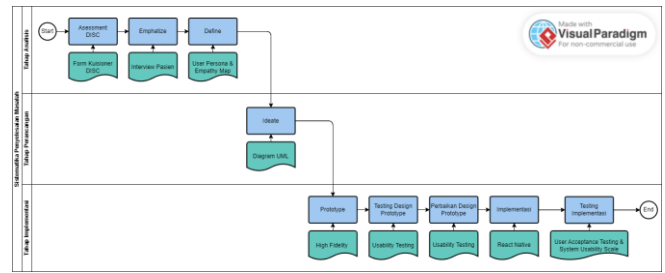 Made with
Visual Paradigm
For non-commercial use
Sistematika Penyelesaian Masalah
Tahap Analisis
Start
Assessment
DISC
Emphatize
Define
Form Kuisioner
DISC
Interview Pasien
User Persona &
Empathy Map
Tahap Perancangan
Ideate
Diagram UML
Tahap Implementasi
Prototype
Testing Design
Prototype
Perbaikan Design
Prototype
Implementasi
Testing
Implementasi
End
High Fidelity
Usability Testing
Usability Testing
React Native
User Acceptance Testing &
System Usability Scale